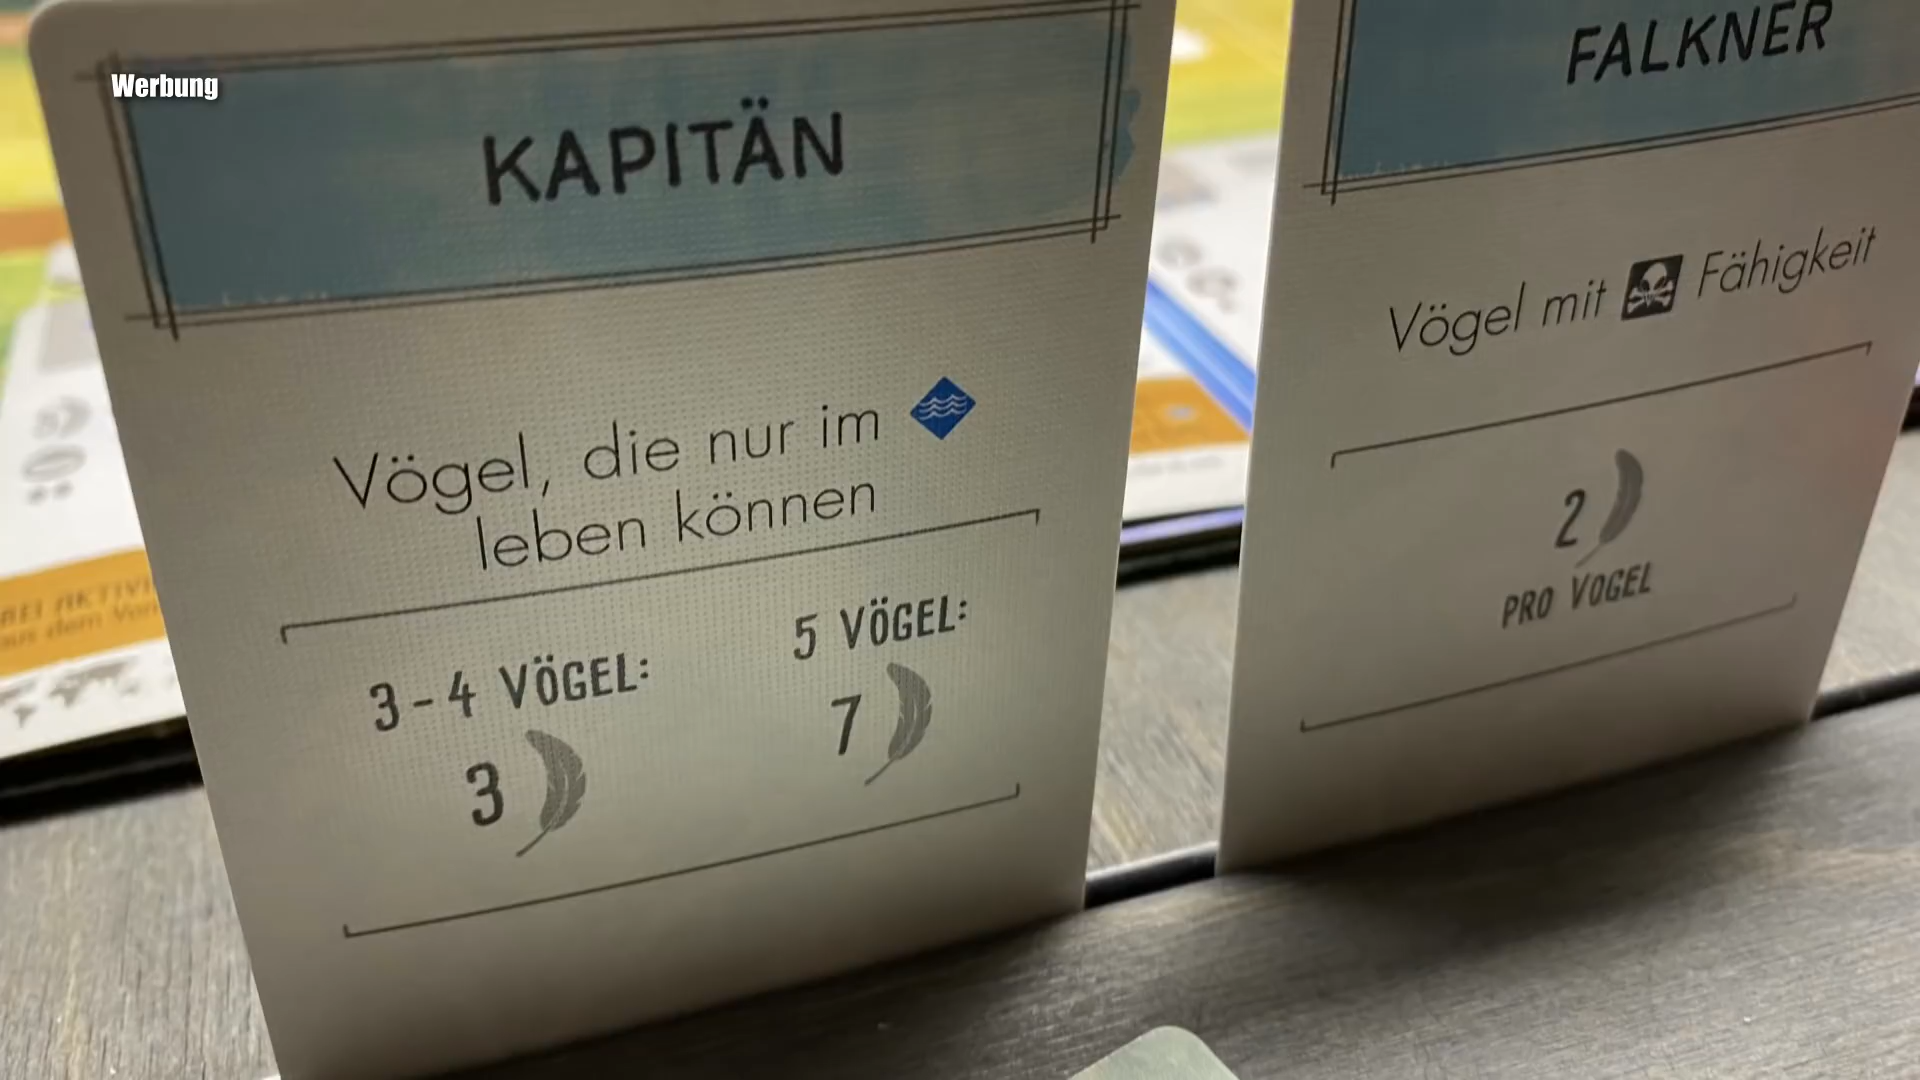 Werbung
KAPITÄN
Vögel, die nur im
leben können
3-4 VÖGEL:
3
5 VÖGEL:
7
FALKNER
Vögel mit Fähigkeit
2
PRO VOGEL